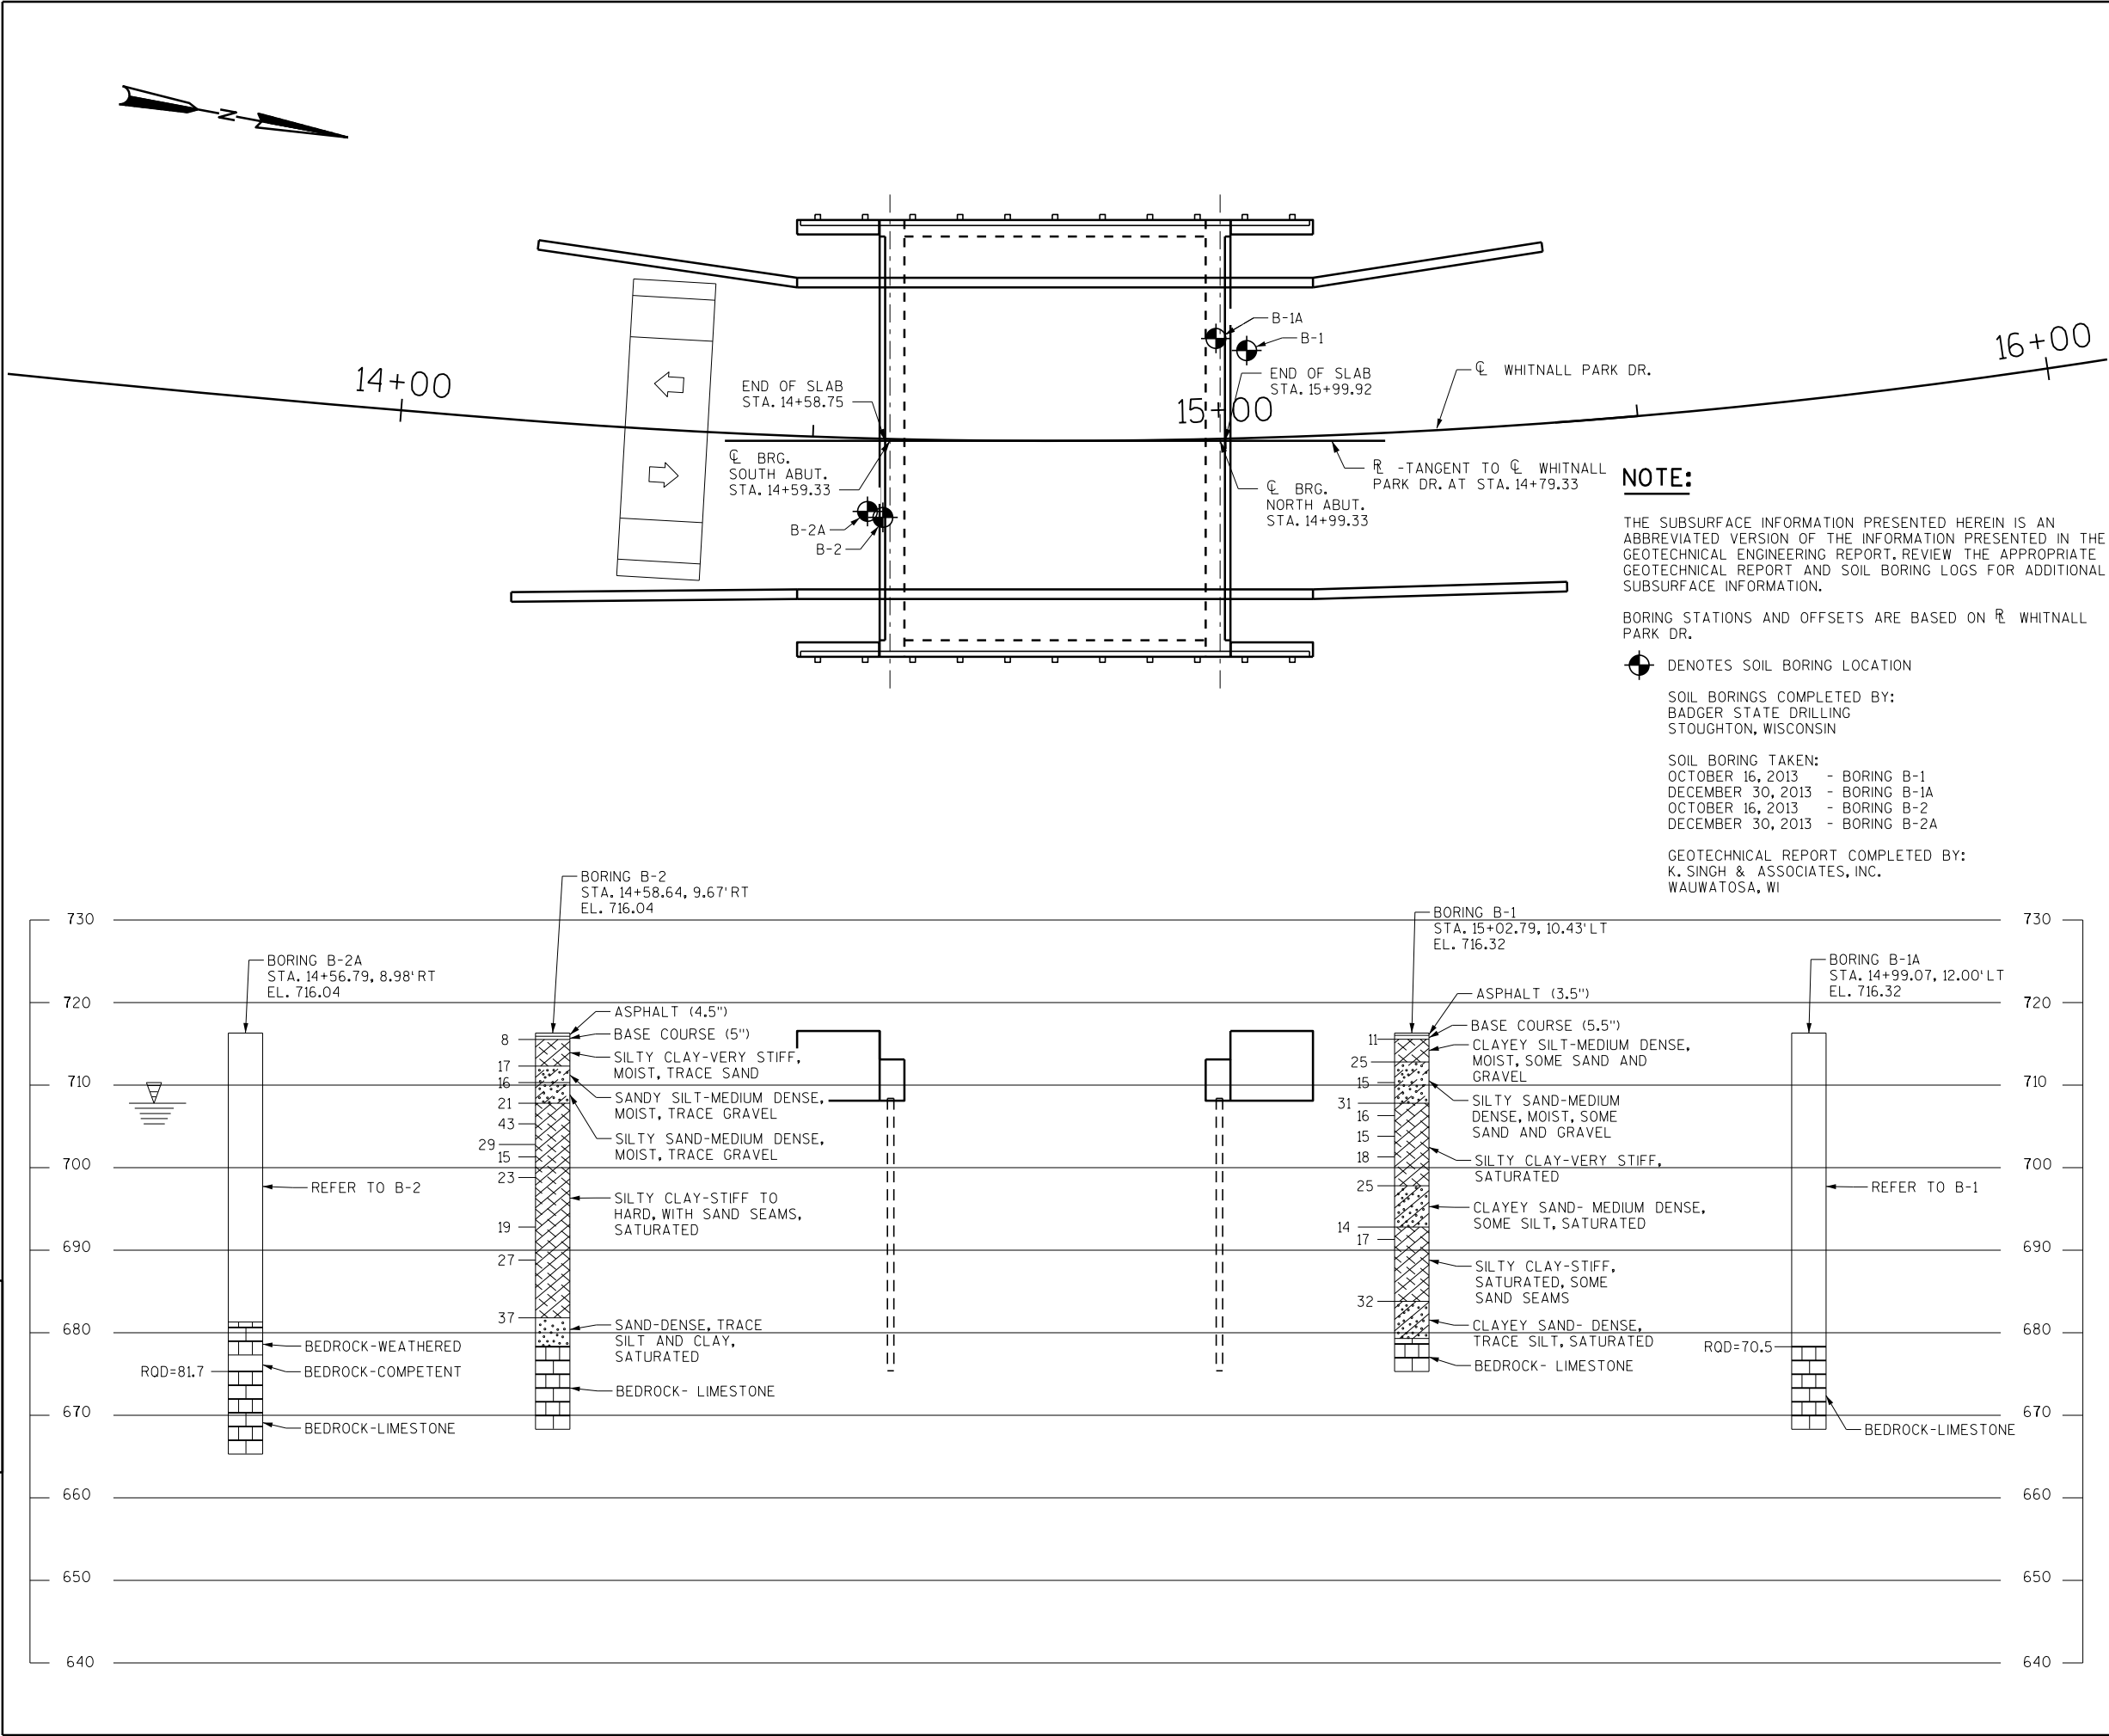 N
14+00
15+00
16+00
END OF SLAB
STA. 14+58.75
℄ BRG.
SOUTH ABUT.
STA. 14+59.33
B-2A
B-2
B-1A
B-1
END OF SLAB
STA. 15+99.92
℄ WHITNALL PARK DR.
℄ BRG.
NORTH ABUT.
STA. 14+99.33
RL -TANGENT TO ℄ WHITNALL
PARK DR. AT STA. 14+79.33
NOTE:
THE SUBSURFACE INFORMATION PRESENTED HEREIN IS AN
ABBREVIATED VERSION OF THE INFORMATION PRESENTED IN THE
GEOTECHNICAL ENGINEERING REPORT. REVIEW THE APPROPRIATE
GEOTECHNICAL REPORT AND SOIL BORING LOGS FOR ADDITIONAL
SUBSURFACE INFORMATION.
BORING STATIONS AND OFFSETS ARE BASED ON RL WHITNALL
PARK DR.
DENOTES SOIL BORING LOCATION
SOIL BORINGS COMPLETED BY:
BADGER STATE DRILLING
STOUGHTON, WISCONSIN
SOIL BORING TAKEN:
OCTOBER 16, 2013 - BORING B-1
DECEMBER 30, 2013 - BORING B-1A
OCTOBER 16, 2013 - BORING B-2
DECEMBER 30, 2013 - BORING B-2A
GEOTECHNICAL REPORT COMPLETED BY:
K. SINGH & ASSOCIATES, INC.
WAUWATOSA, WI
730
720
710
700
690
680
670
660
650
640
BORING B-2A
STA. 14+56.79, 8.98' RT
EL. 716.04
REFER TO B-2
BEDROCK-WEATHERED
RQD=81.7
BEDROCK-COMPETENT
BEDROCK-LIMESTONE
BORING B-2
STA. 14+58.64, 9.67' RT
EL. 716.04
8
17
16
21
43
29
15
23
19
27
37
ASPHALT (4.5")
BASE COURSE (5")
SILTY CLAY-VERY STIFF,
MOIST, TRACE SAND
SANDY SILT-MEDIUM DENSE,
MOIST, TRACE GRAVEL
SILTY SAND-MEDIUM DENSE,
MOIST, TRACE GRAVEL
SILTY CLAY-STIFF TO
HARD, WITH SAND SEAMS,
SATURATED
SAND-DENSE, TRACE
SILT AND CLAY,
SATURATED
BEDROCK- LIMESTONE
BORING B-1
STA. 15+02.79, 10.43' LT
EL. 716.32
11
25
15
31
16
15
18
25
14
17
32
ASPHALT (3.5")
BASE COURSE (5.5")
CLAYEY SILT-MEDIUM DENSE,
MOIST, SOME SAND AND
GRAVEL
SILTY SAND-MEDIUM
DENSE, MOIST, SOME
SAND AND GRAVEL
SILTY CLAY-VERY STIFF,
SATURATED
CLAYEY SAND- MEDIUM DENSE,
SOME SILT, SATURATED
SILTY CLAY-STIFF,
SATURATED, SOME
SAND SEAMS
CLAYEY SAND- DENSE,
TRACE SILT, SATURATED
BEDROCK- LIMESTONE
BORING B-1A
STA. 14+99.07, 12.00' LT
EL. 716.32
REFER TO B-1
RQD=70.5
BEDROCK-LIMESTONE
730
720
710
700
690
680
670
660
650
640